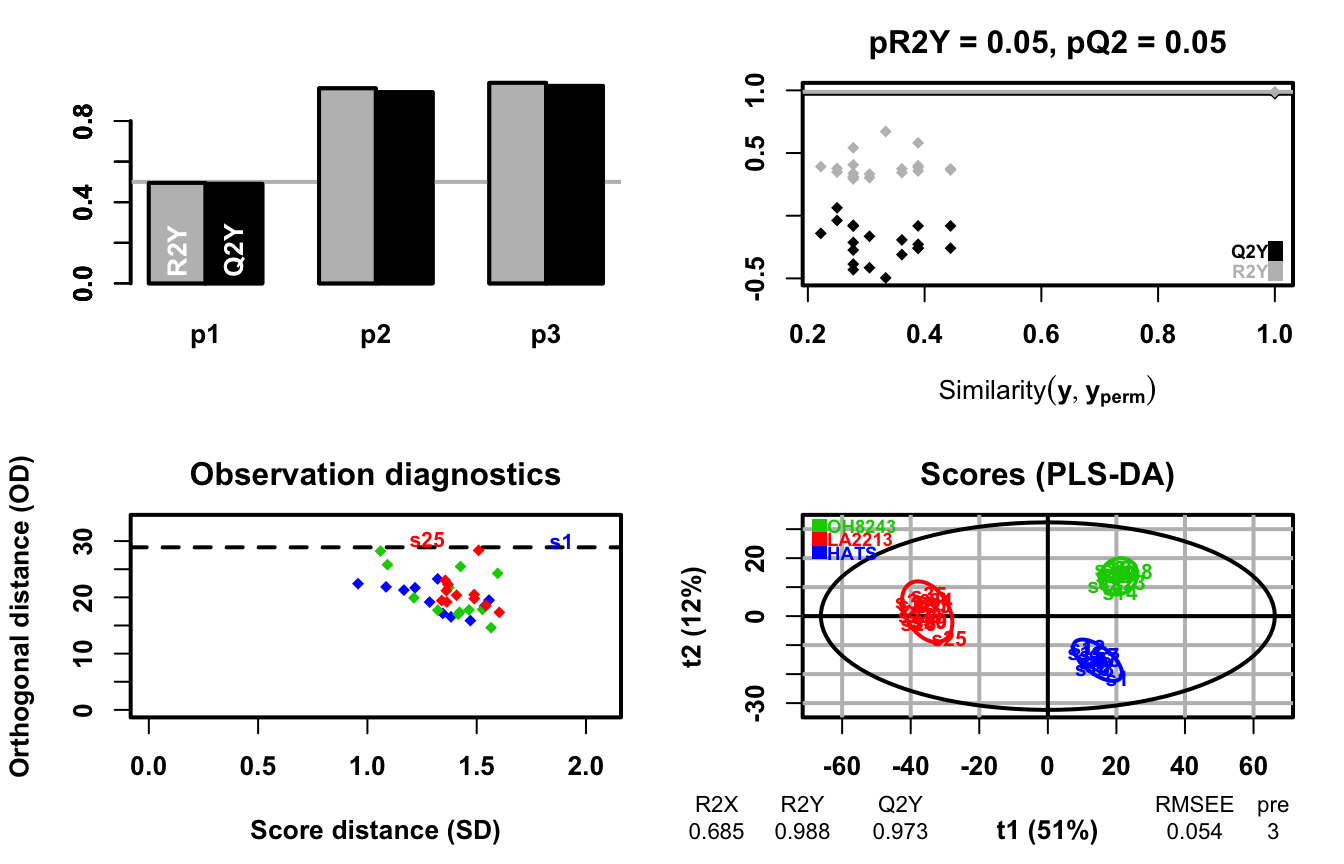 0.0
0.4
0.8
R2Y
Q2Y
p1
p2
p3
pR2Y = 0.05, pQ2 = 0.05
-0.5
0.5
1.0
Q2Y
R2Y
0.2
0.4
0.6
0.8
1.0
Similarity(y, yperm)
Observation diagnostics
Orthogonal distance (OD)
0
10
20
30
s25
s1
0.0
0.5
1.0
1.5
2.0
Score distance (SD)
Scores (PLS-DA)
OH8243
LA2213
HATS
t2 (12%)
-30
0
20
s25
-60
-40
-20
0
20
40
60
R2X R2Y Q2Y RMSEE pre
0.685 0.988 0.973 t1 (51%) 0.054 3